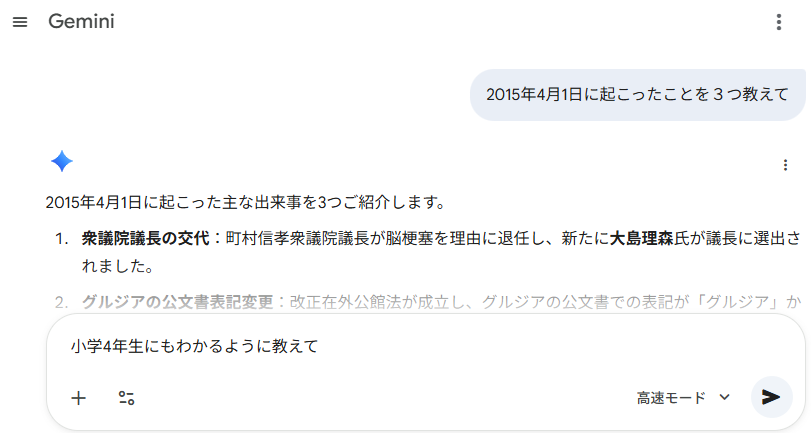 Gemini
2015年4月1日に起こったことを３つ教えて
2015年4月1日に起こった主な出来事を3つご紹介します。
1. 衆議院議長の交代：町村信孝衆議院議長が脳梗塞を理由に退任し、新たに大島理森氏が議長に選出さ
れました。
2. グルジアの公文書表記変更：改正在外公館法が成立し、グルジアの公文書での表記が「グルジア」か
小学4年生にもわかるように教えて
高速モード